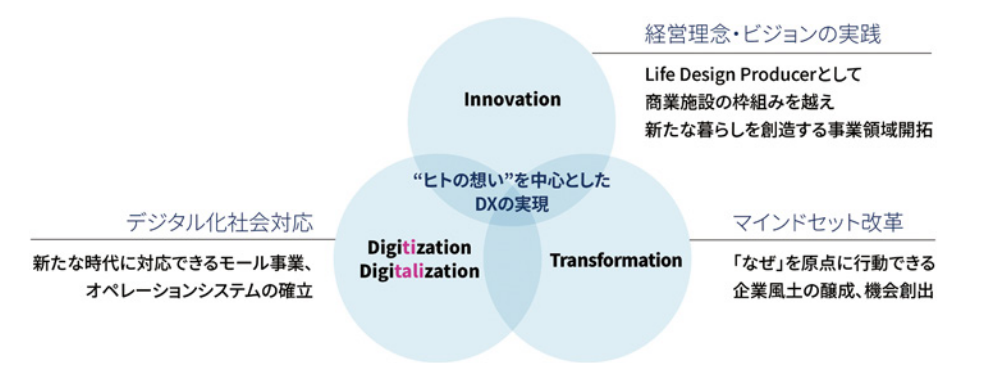 経営理念・ビジョンの実践
Life Design Producerとして
商業施設の枠組みを越え
新たな暮らしを創造する事業領域開拓
Innovation
“ヒトの想い”を中心とした
DXの実現
デジタル化社会対応
新たな時代に対応できるモール事業、
オペレーションシステムの確立
Digitization
Digitalization
Transformation
マインドセット改革
「なぜ」を原点に行動できる
企業風土の醸成、機会創出